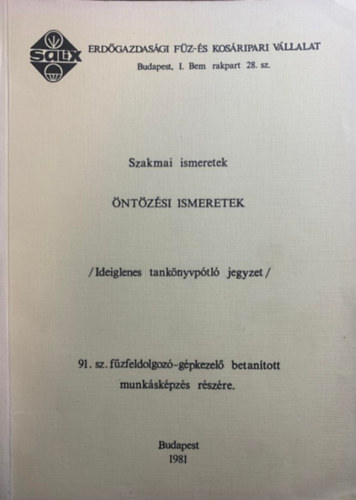 SALIX
ERDŐGAZDASÁGI FŰZ-ÉS KOSÁRIPARI VÁLLALAT
Budapest, I. Bem rakpart 28. sz.
Szakmai ismeretek
ÖNTÖZÉSI ISMERETEK
/Ideiglenes tankönyvpótló jegyzet/
91. sz. fűzfeldolgozó-gépkezelő betanított
munkásképzés részére.
Budapest
1981